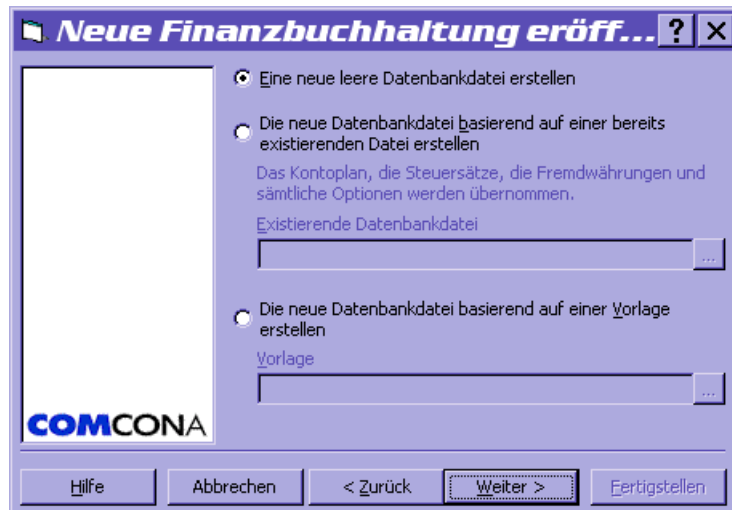 Neue Finanzbuchhaltung eröff...
Eine neue leere Datenbankdatei erstellen
Die neue Datenbankdatei basierend auf einer bereits
existierenden Datei erstellen
Das Kontoplan, die Steuersätze, die Fremdwährungen und
sämtliche Optionen werden übernommen.
Existierende Datenbankdatei
...
Die neue Datenbankdatei basierend auf einer Vorlage
erstellen
Vorlage
...
COMCONA
Hilfe Abbrechen < Zurück Weiter > Fertigstellen